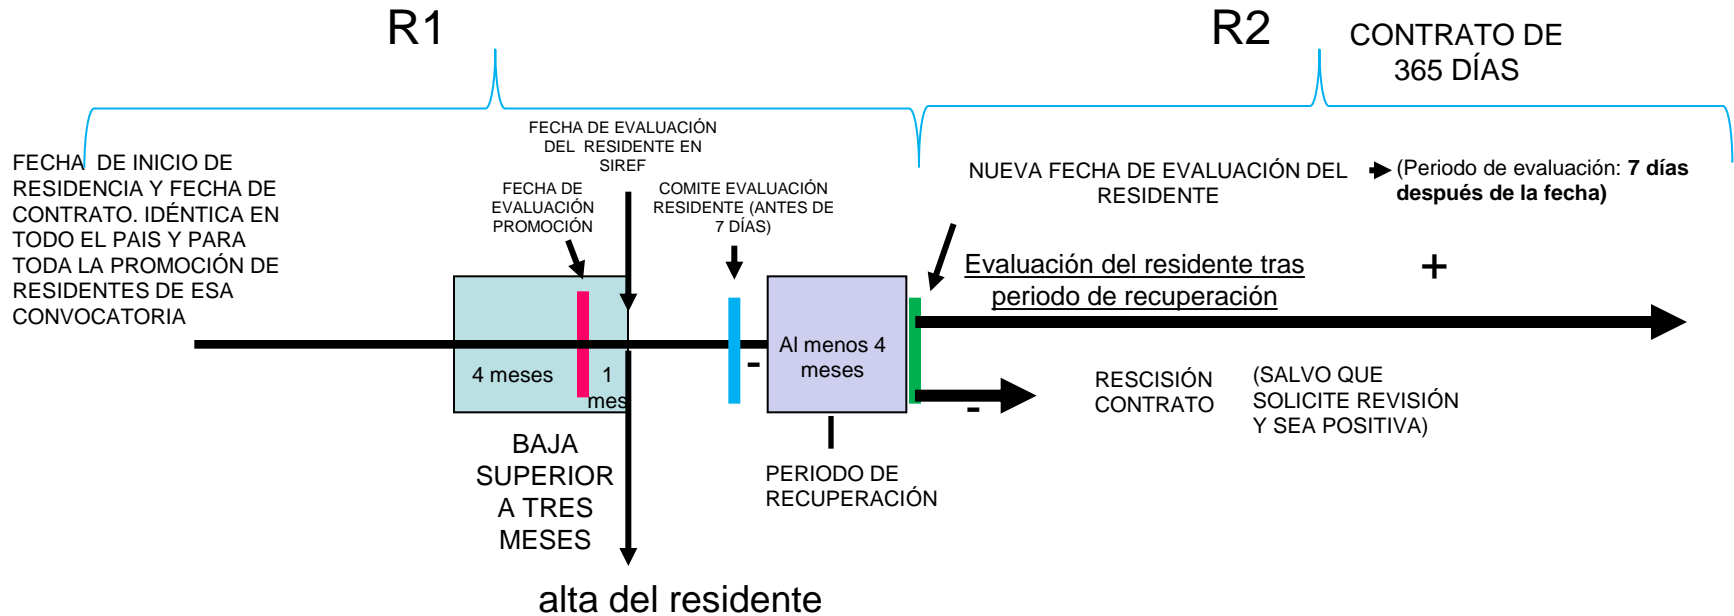 R1
R2
CONTRATO DE
365 DÍAS
FECHA DE INICIO DE
RESIDENCIA Y FECHA DE
CONTRATO. IDÉNTICA EN
TODO EL PAIS Y PARA
TODA LA PROMOCIÓN DE
RESIDENTES DE ESA
CONVOCATORIA
FECHA DE EVALUACIÓN
DEL RESIDENTE EN
SIREF
FECHA DE
EVALUACIÓN
PROMOCIÓN
COMITE EVALUACIÓN
RESIDENTE (ANTES DE
7 DÍAS)
NUEVA FECHA DE EVALUACIÓN DEL
RESIDENTE
(Periodo de evaluación: 7 días
después de la fecha)
Evaluación del residente tras
periodo de recuperación
+
4 meses
1
mes
-
Al menos 4
meses
-
RESCISIÓN
CONTRATO
(SALVO QUE
SOLICITE REVISIÓN
Y SEA POSITIVA)
BAJA
SUPERIOR
A TRES
MESES
PERIODO DE
RECUPERACIÓN
alta del residente